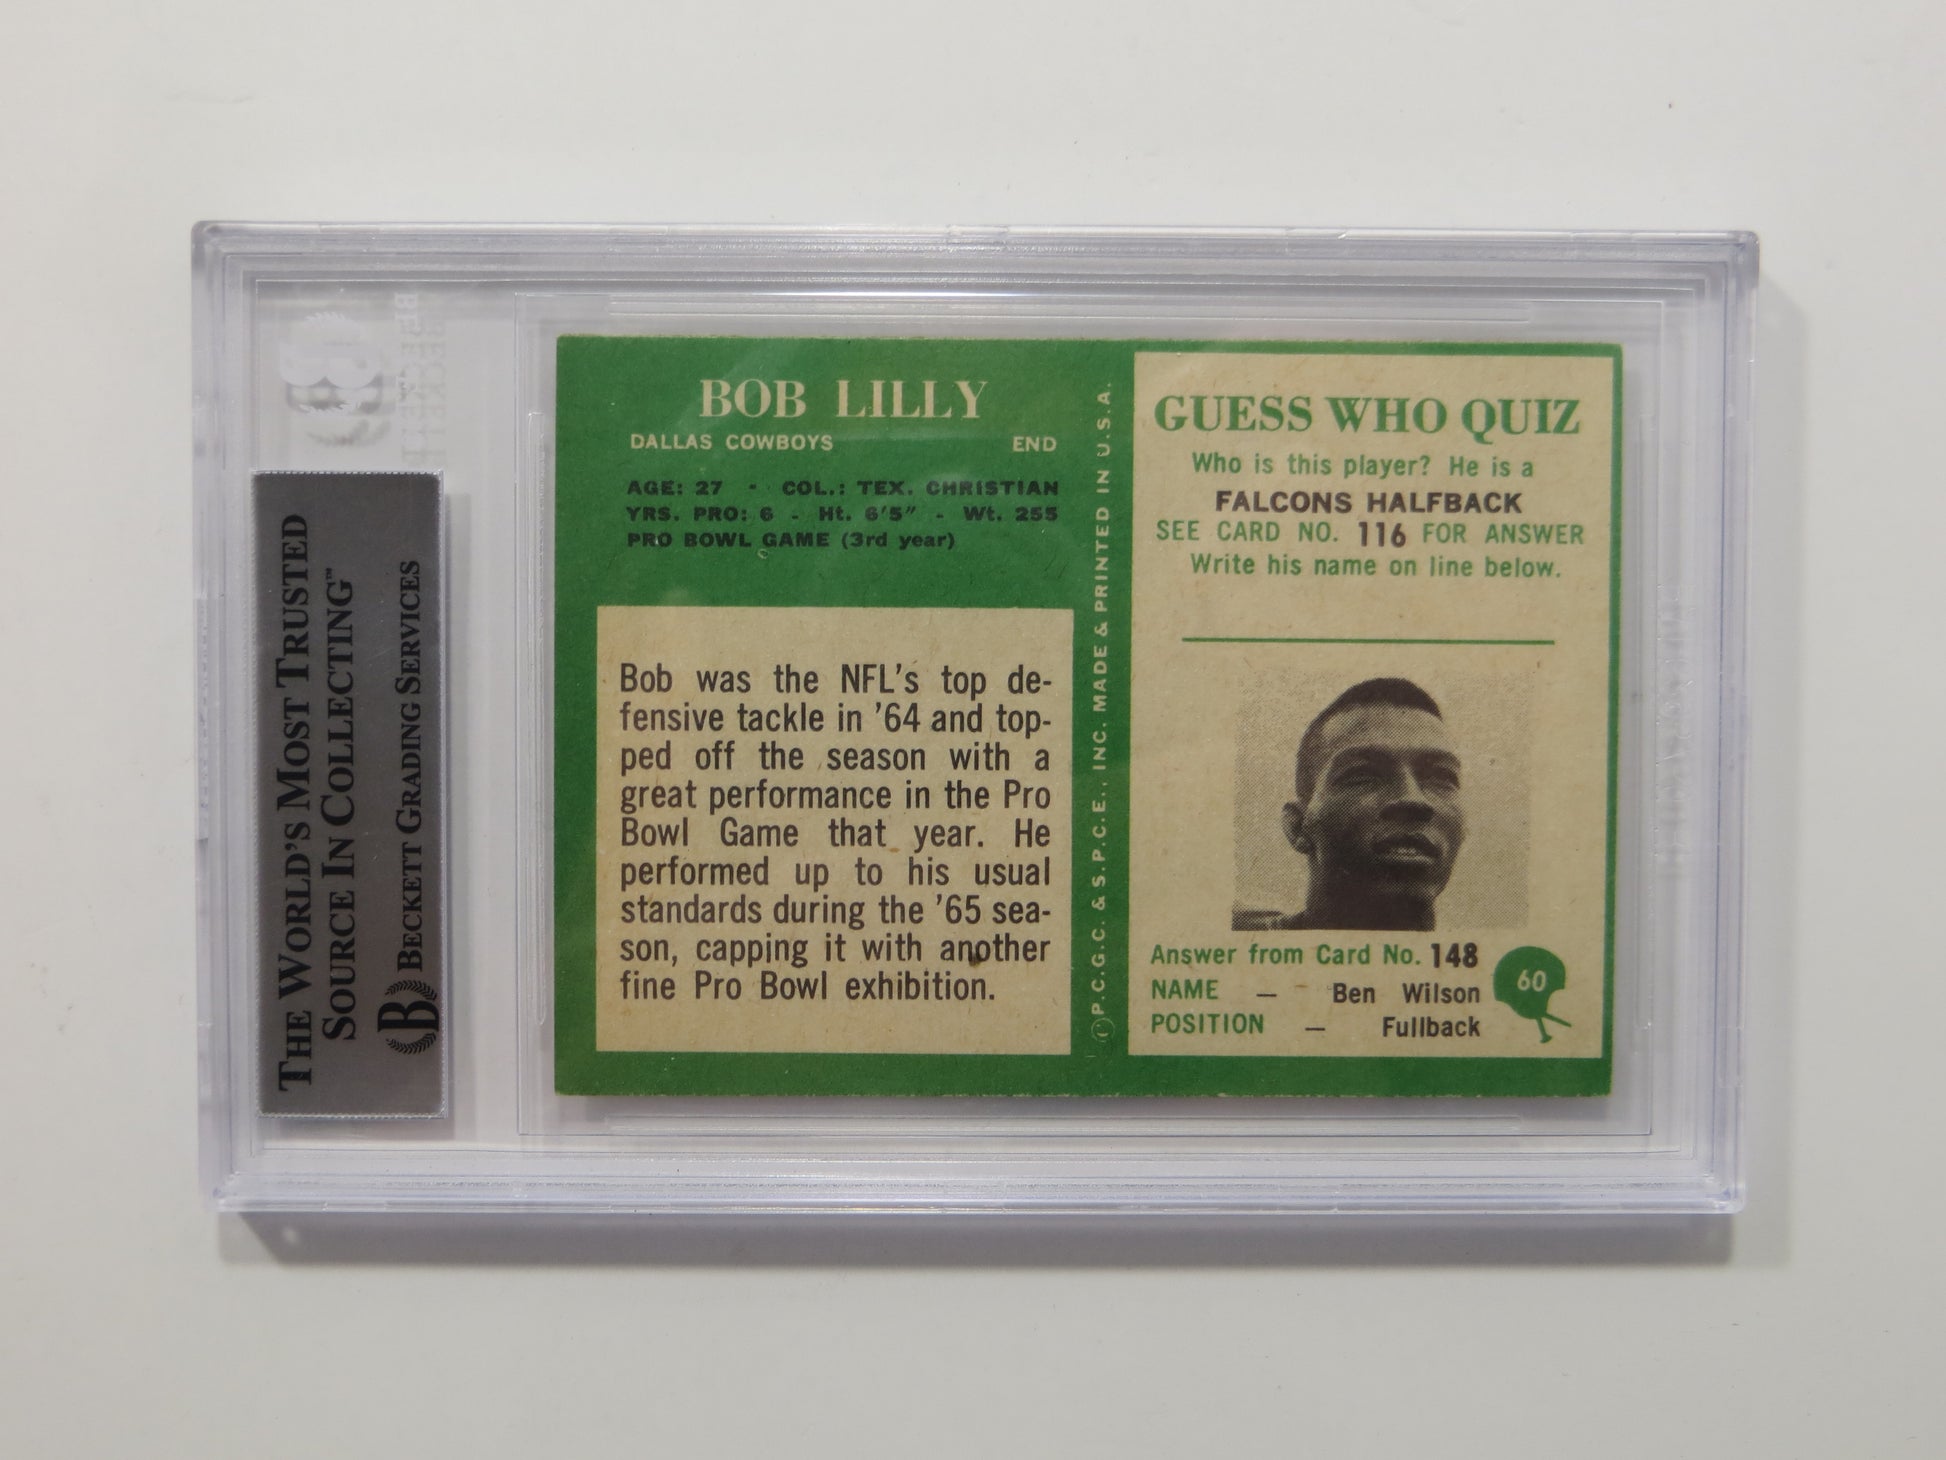 THE WORLD'S MOST TRUSTED
SOURCE IN COLLECTING™
B BECKETT GRADING SERVICES
BOB LILLY
DALLAS COWBOYS END
AGE: 27 - COL.: TEX. CHRISTIAN
YRS. PRO: 6 - Ht. 6'5" - Wt. 255
PRO BOWL GAME (3rd year)
Bob was the NFL's top de-
fensive tackle in '64 and top-
ped off the season with a
great performance in the Pro
Bowl Game that year. He
performed up to his usual
standards during the '65 sea-
son, capping it with another
fine Pro Bowl exhibition.
©P.C.G.C. & S.P.C.E., INC. MADE & PRINTED IN U.S.A.
GUESS WHO QUIZ
Who is this player? He is a
FALCONS HALFBACK
SEE CARD NO. 116 FOR ANSWER
Write his name on line below.
Answer from Card No. 148
NAME — Ben Wilson
POSITION — Fullback
60